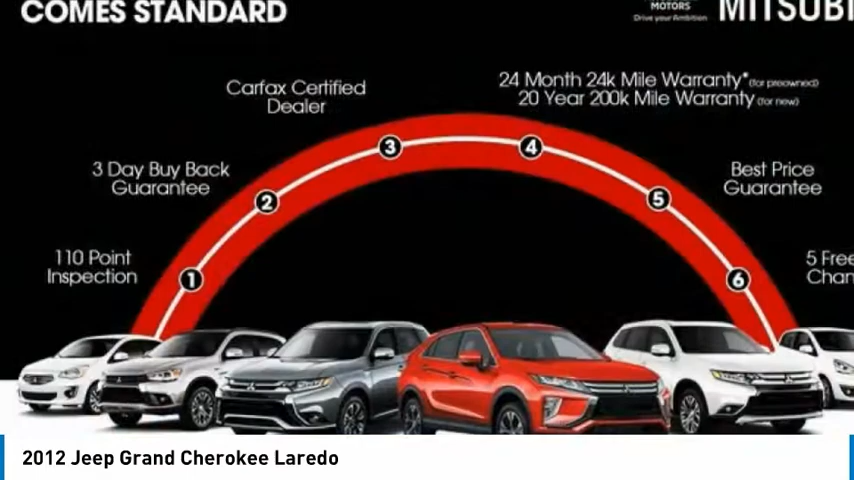 COMES STANDARD
MOTORS
Drive your Ambition
Carfax Certified
Dealer
24 Month 24k Mile Warranty* (for preowned)
20 Year 200k Mile Warranty (for new)
3 Day Buy Back
Guarantee
Best Price
Guarantee
110 Point
Inspection
5 Free
1
2
3
4
5
6
2012 Jeep Grand Cherokee Laredo